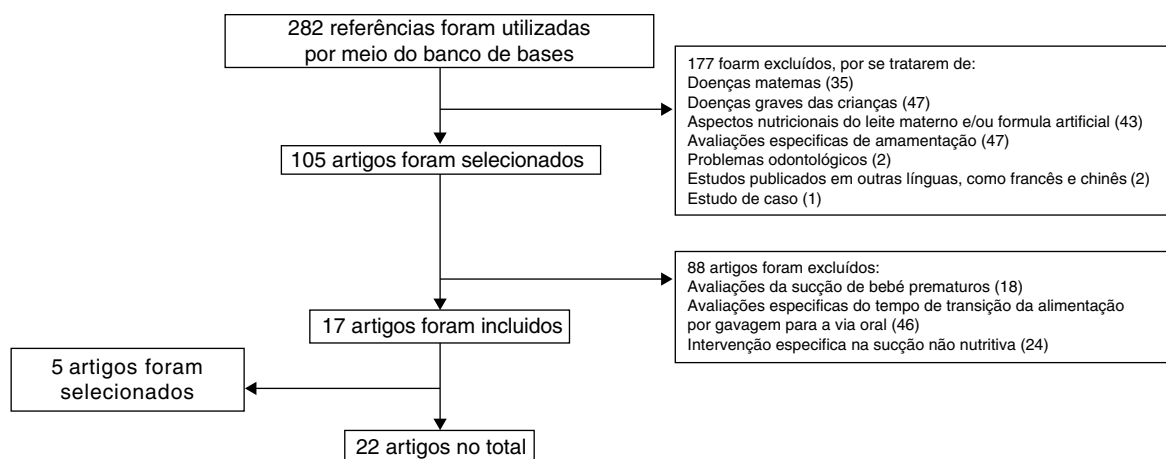 282 referências foram utilizadas
por meio do banco de bases
177 foarm excluídos, por se tratarem de:
Doenças matemas (35)
Doenças graves das crianças (47)
Aspectos nutricionais do leite materno e/ou formula artificial (43)
Avaliações especificas de amamentação (47)
Problemas odontológicos (2)
Estudos publicados em outras línguas, como francês e chinês (2)
Estudo de caso (1)
105 artigos foram selecionados
88 artigos foram excluídos:
Avaliações da sucção de bebé prematuros (18)
Avaliações especificas do tempo de transição da alimentação
por gavagem para a via oral (46)
Intervenção especifica na sucção não nutritiva (24)
17 artigos foram incluidos
5 artigos foram
selecionados
22 artigos no total